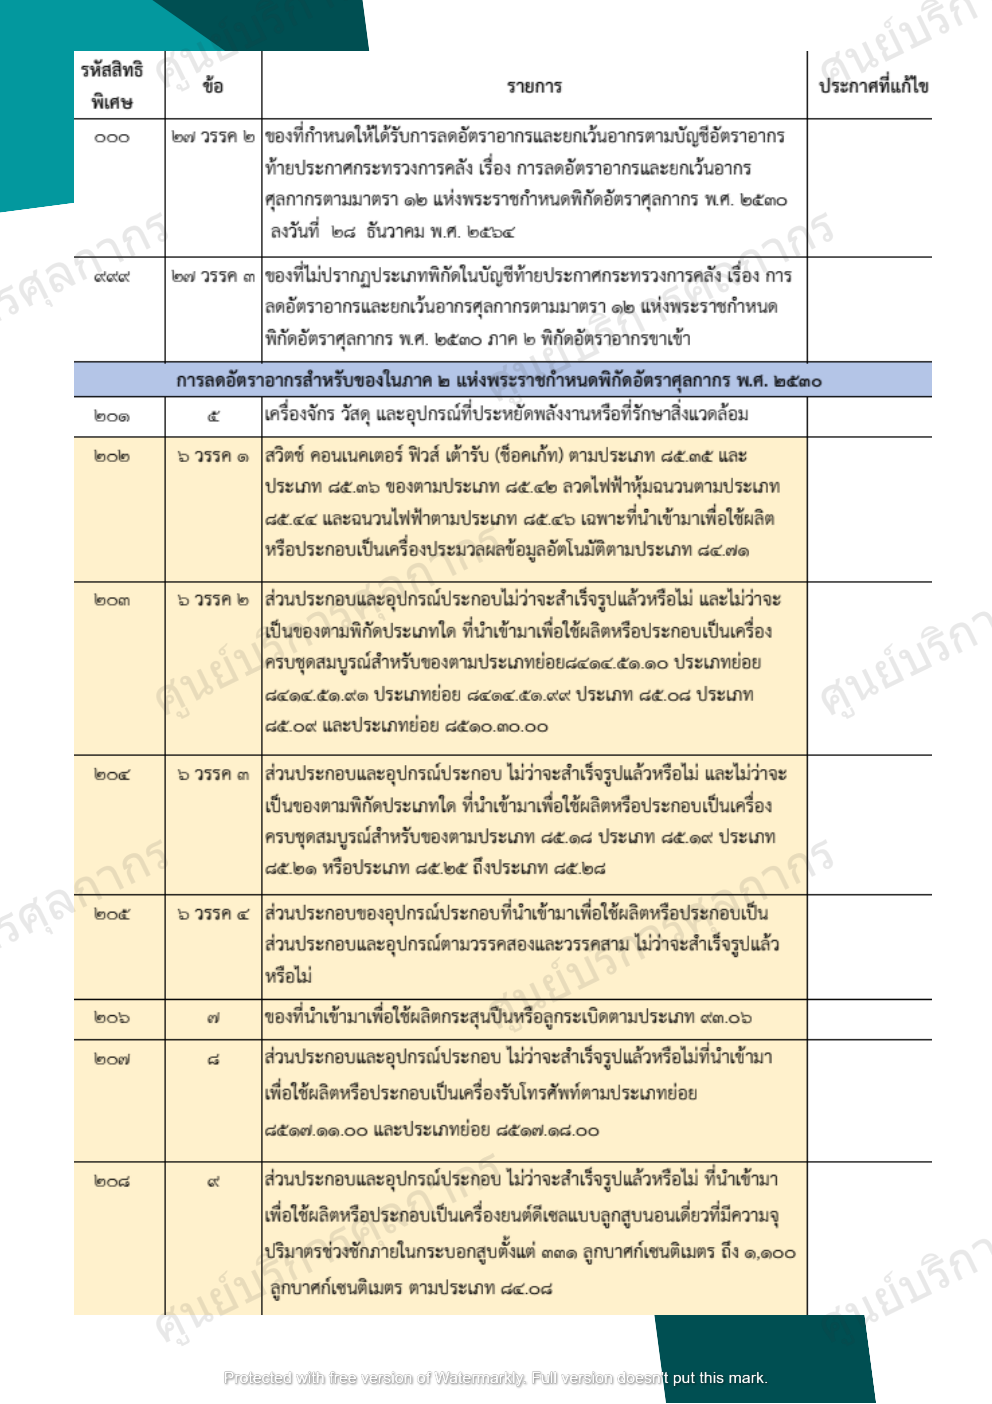 รหัสสิทธิพิเศษ ข้อ รายการ ประกาศที่แก้ไข
๐๐๐ ๒๗ วรรค ๒ ของที่กำหนดให้ได้รับการลดอัตราอากรและยกเว้นอากรตามบัญชีอัตราอากร
ท้ายประกาศกระทรวงการคลัง เรื่อง การลดอัตราอากรและยกเว้นอากร
ศุลกากรตามมาตรา ๑๒ แห่งพระราชกำหนดพิกัดอัตราศุลกากร พ.ศ. ๒๕๓๐
ลงวันที่ ๒๘ ธันวาคม พ.ศ. ๒๕๖๔
๙๙๙ ๒๗ วรรค ๓ ของที่ไม่ปรากฏประเภทพิกัดในบัญชีท้ายประกาศกระทรวงการคลัง เรื่อง การ
ลดอัตราอากรและยกเว้นอากรศุลกากรตามมาตรา ๑๒ แห่งพระราชกำหนด
พิกัดอัตราศุลกากร พ.ศ. ๒๕๓๐ ภาค ๒ พิกัดอัตราอากรขาเข้า
การลดอัตราอากรสำหรับของในภาค ๒ แห่งพระราชกำหนดพิกัดอัตราศุลกากร พ.ศ. ๒๕๓๐
๒๐๑ ๕ เครื่องจักร วัสดุ และอุปกรณ์ที่ประหยัดพลังงานหรือที่รักษาสิ่งแวดล้อม
๒๐๒ ๖ วรรค ๑ สวิตช์ คอนเนคเตอร์ ฟิวส์ เต้ารับ (ช็อคเก้ท) ตามประเภท ๘๕.๓๕ และ
ประเภท ๘๕.๓๖ ของตามประเภท ๘๕.๔๒ ลวดไฟฟ้าหุ้มฉนวนตามประเภท
๘๕.๔๔ และฉนวนไฟฟ้าตามประเภท ๘๕.๔๖ เฉพาะที่นำเข้ามาเพื่อใช้ผลิต
หรือประกอบเป็นเครื่องประมวลผลข้อมูลอัตโนมัติตามประเภท ๘๔.๗๑
๒๐๓ ๖ วรรค ๒ ส่วนประกอบและอุปกรณ์ประกอบไม่ว่าจะสำเร็จรูปแล้วหรือไม่ และไม่ว่าจะ
เป็นของตามพิกัดประเภทใด ที่นำเข้ามาเพื่อใช้ผลิตหรือประกอบเป็นเครื่อง
ครบชุดสมบูรณ์สำหรับของตามประเภทย่อย๘๔๑๔.๕๑.๑๐ ประเภทย่อย
๘๔๑๔.๕๑.๙๑ ประเภทย่อย ๘๔๑๔.๕๑.๙๙ ประเภท ๘๕.๐๘ ประเภท
๘๕.๐๙ และประเภทย่อย ๘๕๑๐.๓๐.๐๐
๒๐๔ ๖ วรรค ๓ ส่วนประกอบและอุปกรณ์ประกอบ ไม่ว่าจะสำเร็จรูปแล้วหรือไม่ และไม่ว่าจะ
เป็นของตามพิกัดประเภทใด ที่นำเข้ามาเพื่อใช้ผลิตหรือประกอบเป็นเครื่อง
ครบชุดสมบูรณ์สำหรับของตามประเภท ๘๕.๑๘ ประเภท ๘๕.๑๙ ประเภท
๘๕.๒๑ หรือประเภท ๘๕.๒๕ ถึงประเภท ๘๕.๒๘
๒๐๕ ๖ วรรค ๔ ส่วนประกอบของอุปกรณ์ประกอบที่นำเข้ามาเพื่อใช้ผลิตหรือประกอบเป็น
ส่วนประกอบและอุปกรณ์ตามวรรคสองและวรรคสาม ไม่ว่าจะสำเร็จรูปแล้ว
หรือไม่
๒๐๖ ๗ ของที่นำเข้ามาเพื่อใช้ผลิตกระสุนปืนหรือลูกระเบิดตามประเภท ๙๓.๐๖
๒๐๗ ๘ ส่วนประกอบและอุปกรณ์ประกอบ ไม่ว่าจะสำเร็จรูปแล้วหรือไม่ที่นำเข้ามา
เพื่อใช้ผลิตหรือประกอบเป็นเครื่องรับโทรศัพท์ตามประเภทย่อย
๘๕๑๗.๑๑.๐๐ และประเภทย่อย ๘๕๑๗.๑๘.๐๐
๒๐๘ ๙ ส่วนประกอบและอุปกรณ์ประกอบ ไม่ว่าจะสำเร็จรูปแล้วหรือไม่ ที่นำเข้ามา
เพื่อใช้ผลิตหรือประกอบเป็นเครื่องยนต์ดีเซลแบบลูกสูบนอนเดี่ยวที่มีความจุ
ปริมาตรช่วงชักภายในกระบอกสูบตั้งแต่ ๓๓๑ ลูกบาศก์เซนติเมตร ถึง ๑,๑๐๐
ลูกบาศก์เซนติเมตร ตามประเภท ๘๔.๐๘
ศูนย์บริการศุลกากร
Protected with free version of Watermarkly. Full version doesn't put this mark.